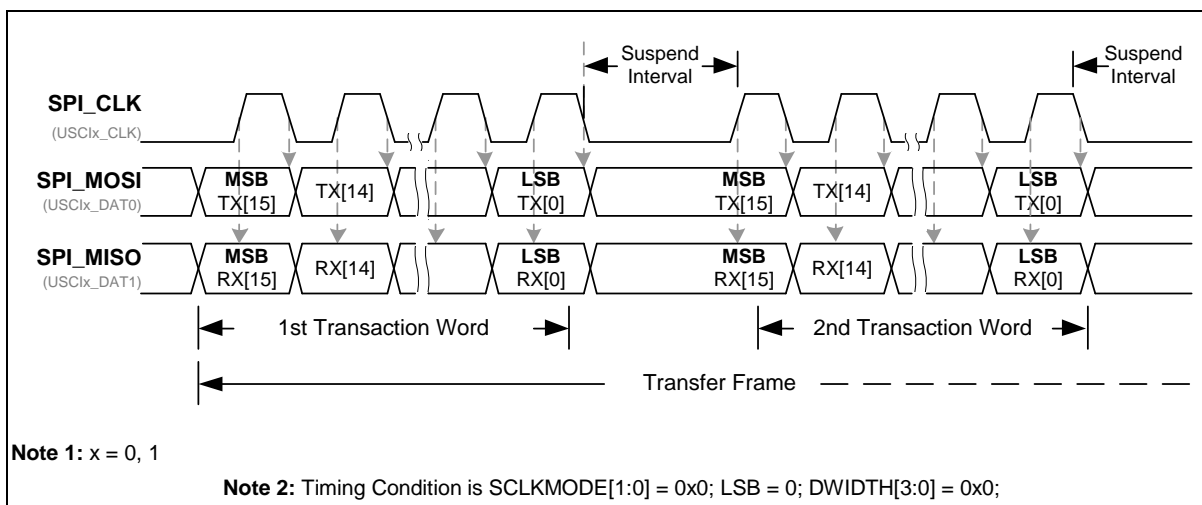 Suspend
Interval
Suspend
Interval
SPI_CLK
(USCIx_CLK)
SPI_MOSI
(USCIx_DAT0)
MSB
TX[15]
TX[14]
LSB
TX[0]
MSB
TX[15]
TX[14]
LSB
TX[0]
SPI_MISO
(USCIx_DAT1)
MSB
RX[15]
RX[14]
LSB
RX[0]
MSB
RX[15]
RX[14]
LSB
RX[0]
1st Transaction Word
2nd Transaction Word
Transfer Frame
Note 1: x = 0, 1
Note 2: Timing Condition is SCLKMODE[1:0] = 0x0; LSB = 0; DWIDTH[3:0] = 0x0;